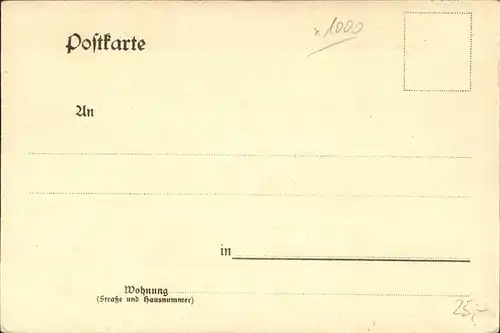 x 1000
Postkarte
An
in
Wohnung
(Straße und Hausnummer)
25,-